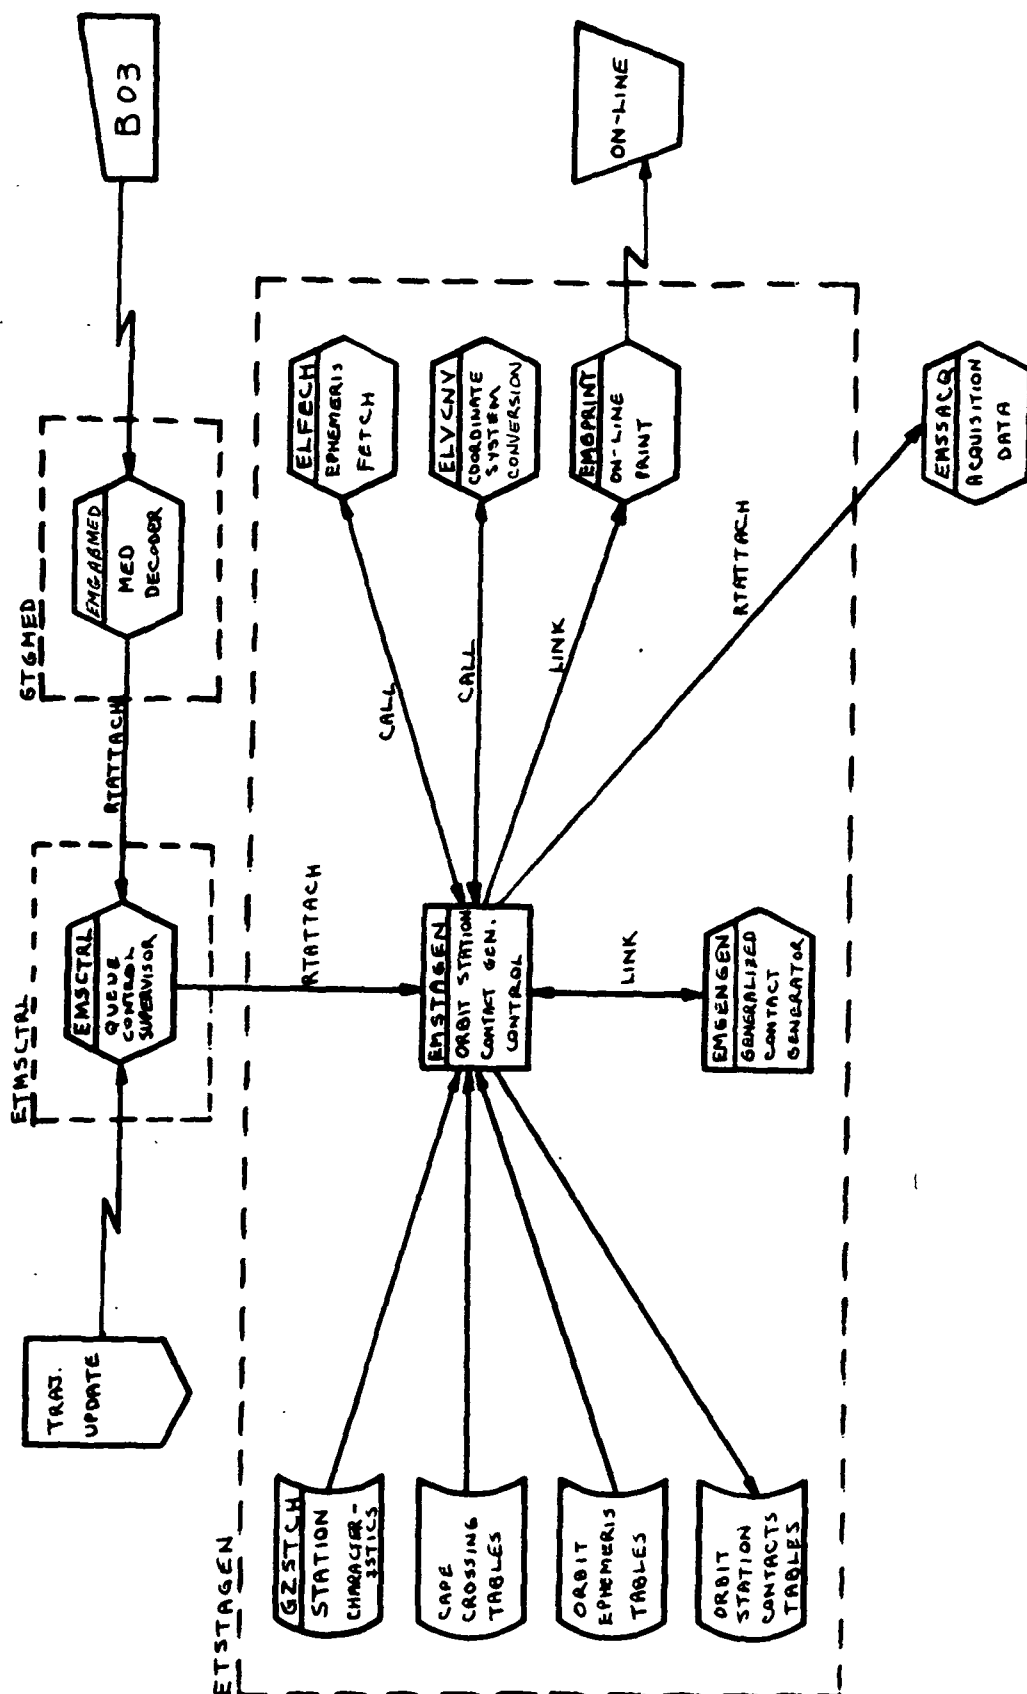 ETSTAGEN
ETMSCTRL
GTGMED
TRAJ.
UPDATE
EMSCTRL
QUEUE
CONTROL
SUPERVISOR
RTATTACH
EMGABMED
MED
DECODER
B03
RTATTACH
GZSTCH
STATION
CHARACTER-
ISTICS
CAPE
CROSSING
TABLES
ORBIT
EPHEMERIS
TABLES
ORBIT
STATION
CONTACTS
TABLES
EMSTAGEN
ORBIT STATION
CONTACT GEN.
CONTROL
LINK
EMGENGEN
GENERALIZED
CONTACT
GENERATOR
CALL
ELFECH
EPHEMERIS
FETCH
CALL
ELVCNV
COORDINATE
SYSTEM
CONVERSION
LINK
EMGPRINT
ON-LINE
PRINT
ON-LINE
RTATTACH
EMSSACQ
ACQUISITION
DATA